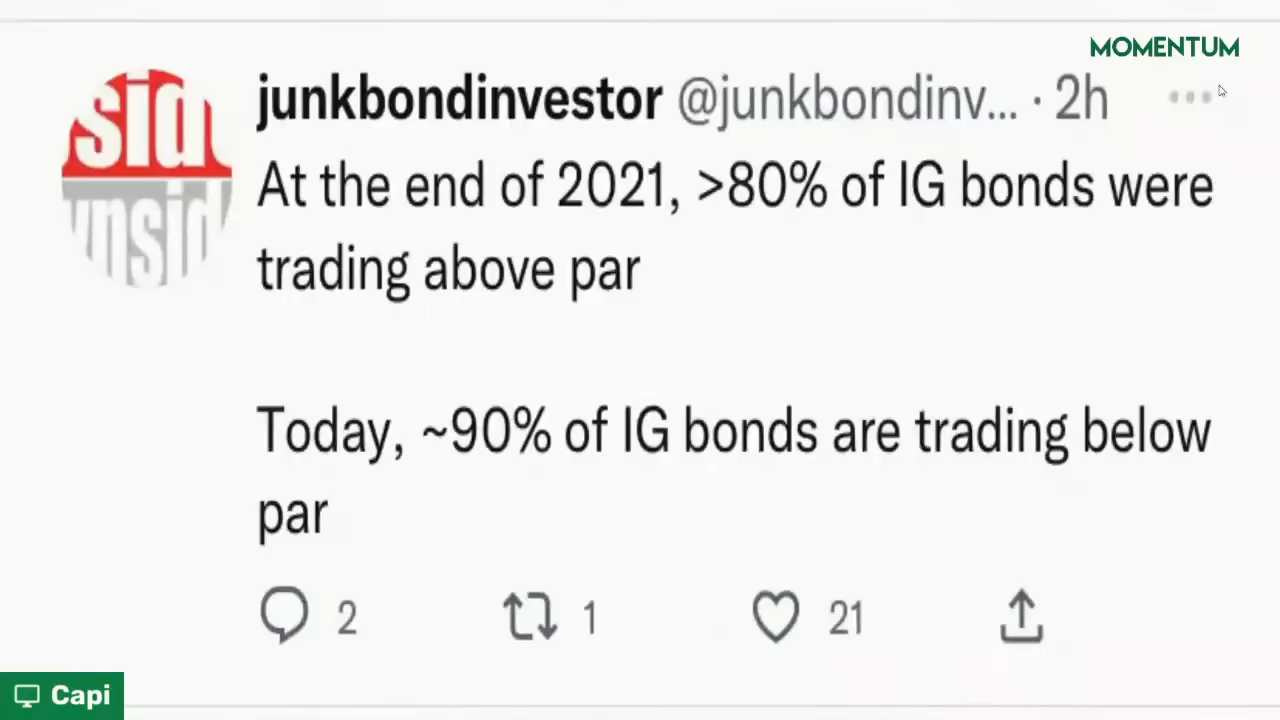 MOMENTUM
sid
junkbondinvestor @junkbondinv... · 2h
At the end of 2021, >80% of IG bonds were
trading above par
Today, ~90% of IG bonds are trading below
par
2 1 21
Capi